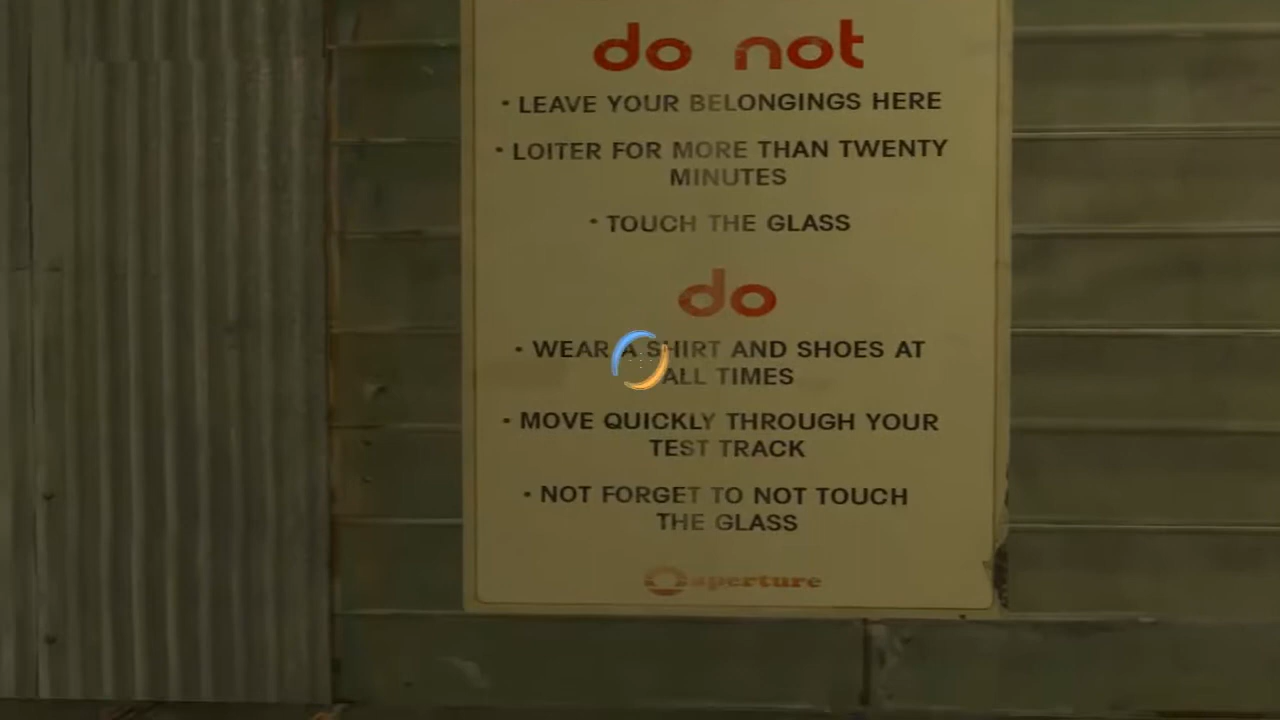 do not
• LEAVE YOUR BELONGINGS HERE
• LOITER FOR MORE THAN TWENTY
MINUTES
• TOUCH THE GLASS
do
• WEAR A SHIRT AND SHOES AT
ALL TIMES
• MOVE QUICKLY THROUGH YOUR
TEST TRACK
• NOT FORGET TO NOT TOUCH
THE GLASS
aperture